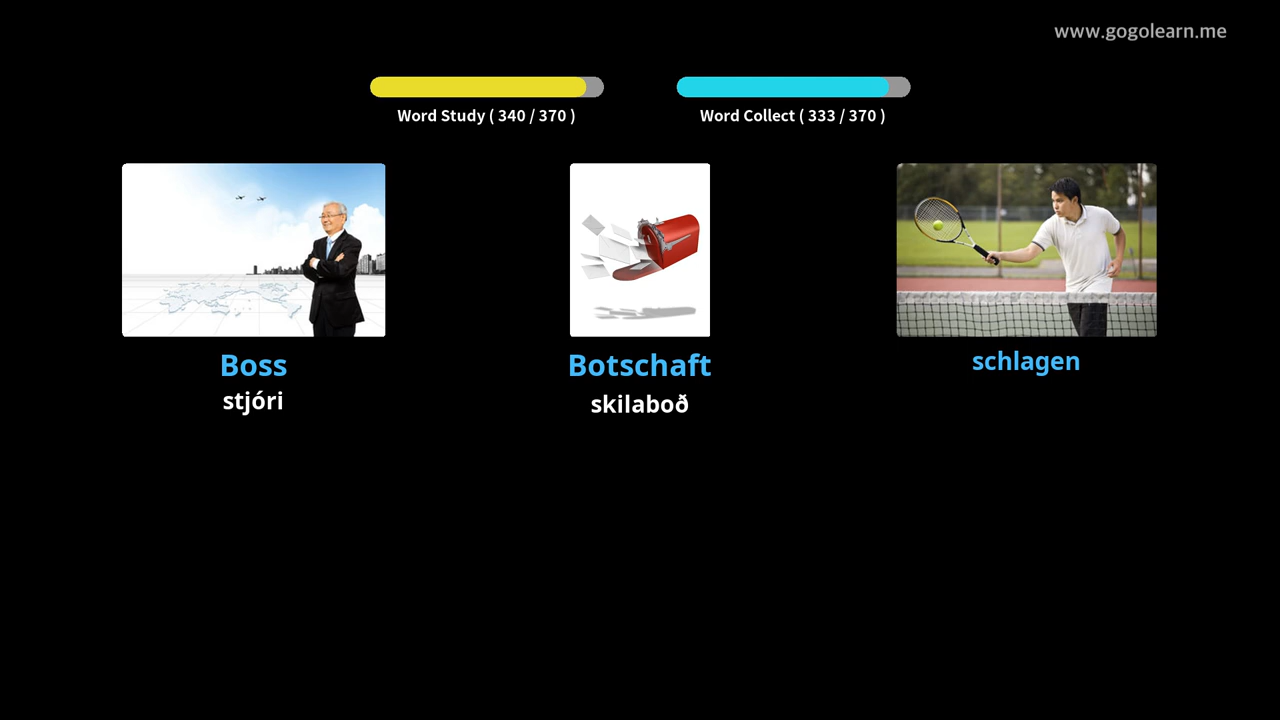 www.gogolearn.me
Word Study ( 340 / 370 )
Word Collect ( 333 / 370 )
Boss
Botschaft
schlagen
stjóri
skilaboð